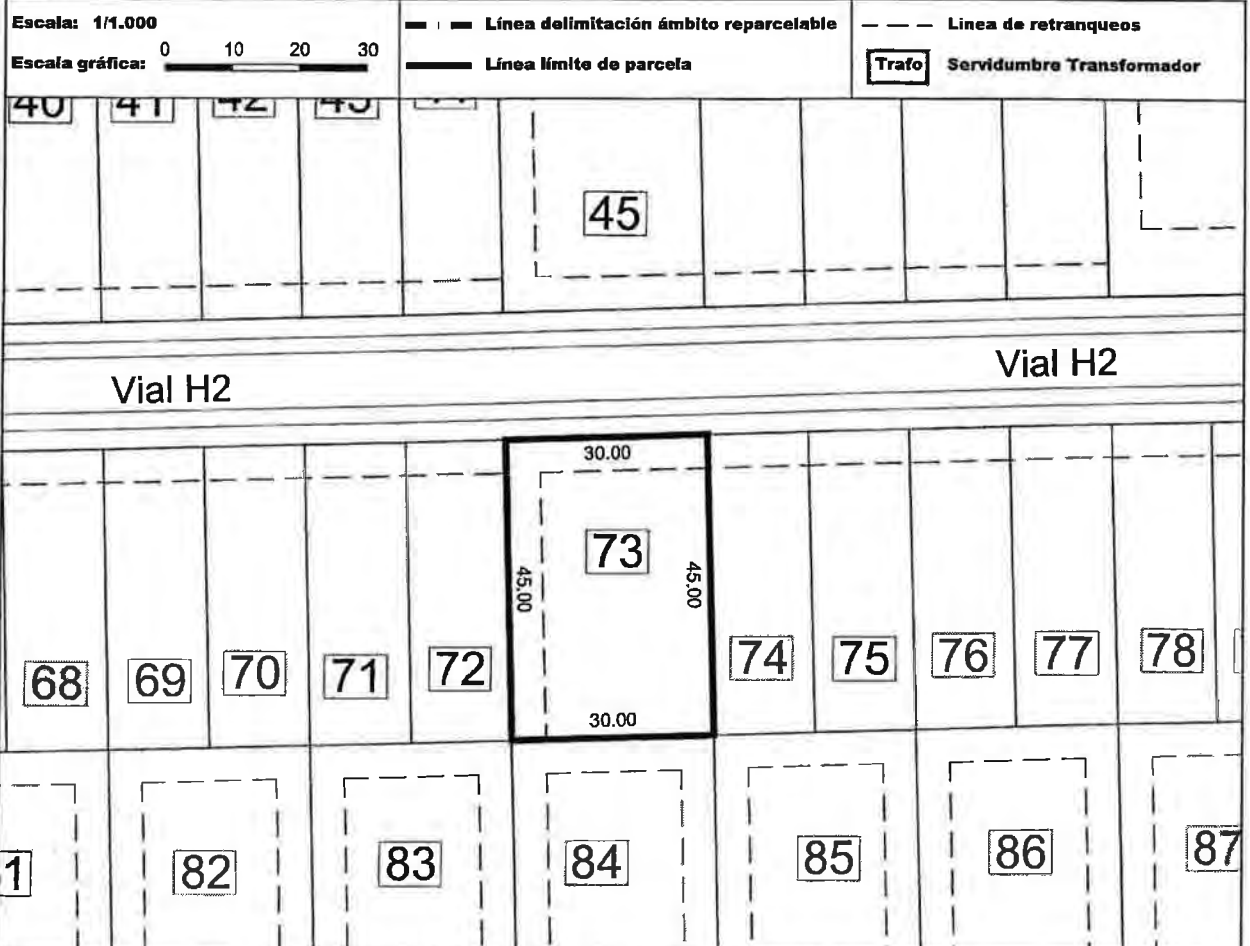 Escala: 1/1.000
Escala gráfica: 0 10 20 30
Línea delimitación ámbito reparcelable
Línea límite de parcela
Linea de retranqueos
Trafo Servidumbre Transformador
40 41 42 43
45
Vial H2 Vial H2
30.00
73
45.00 45.00
68 69 70 71 72 74 75 76 77 78
30.00
82 83 84 85 86 87